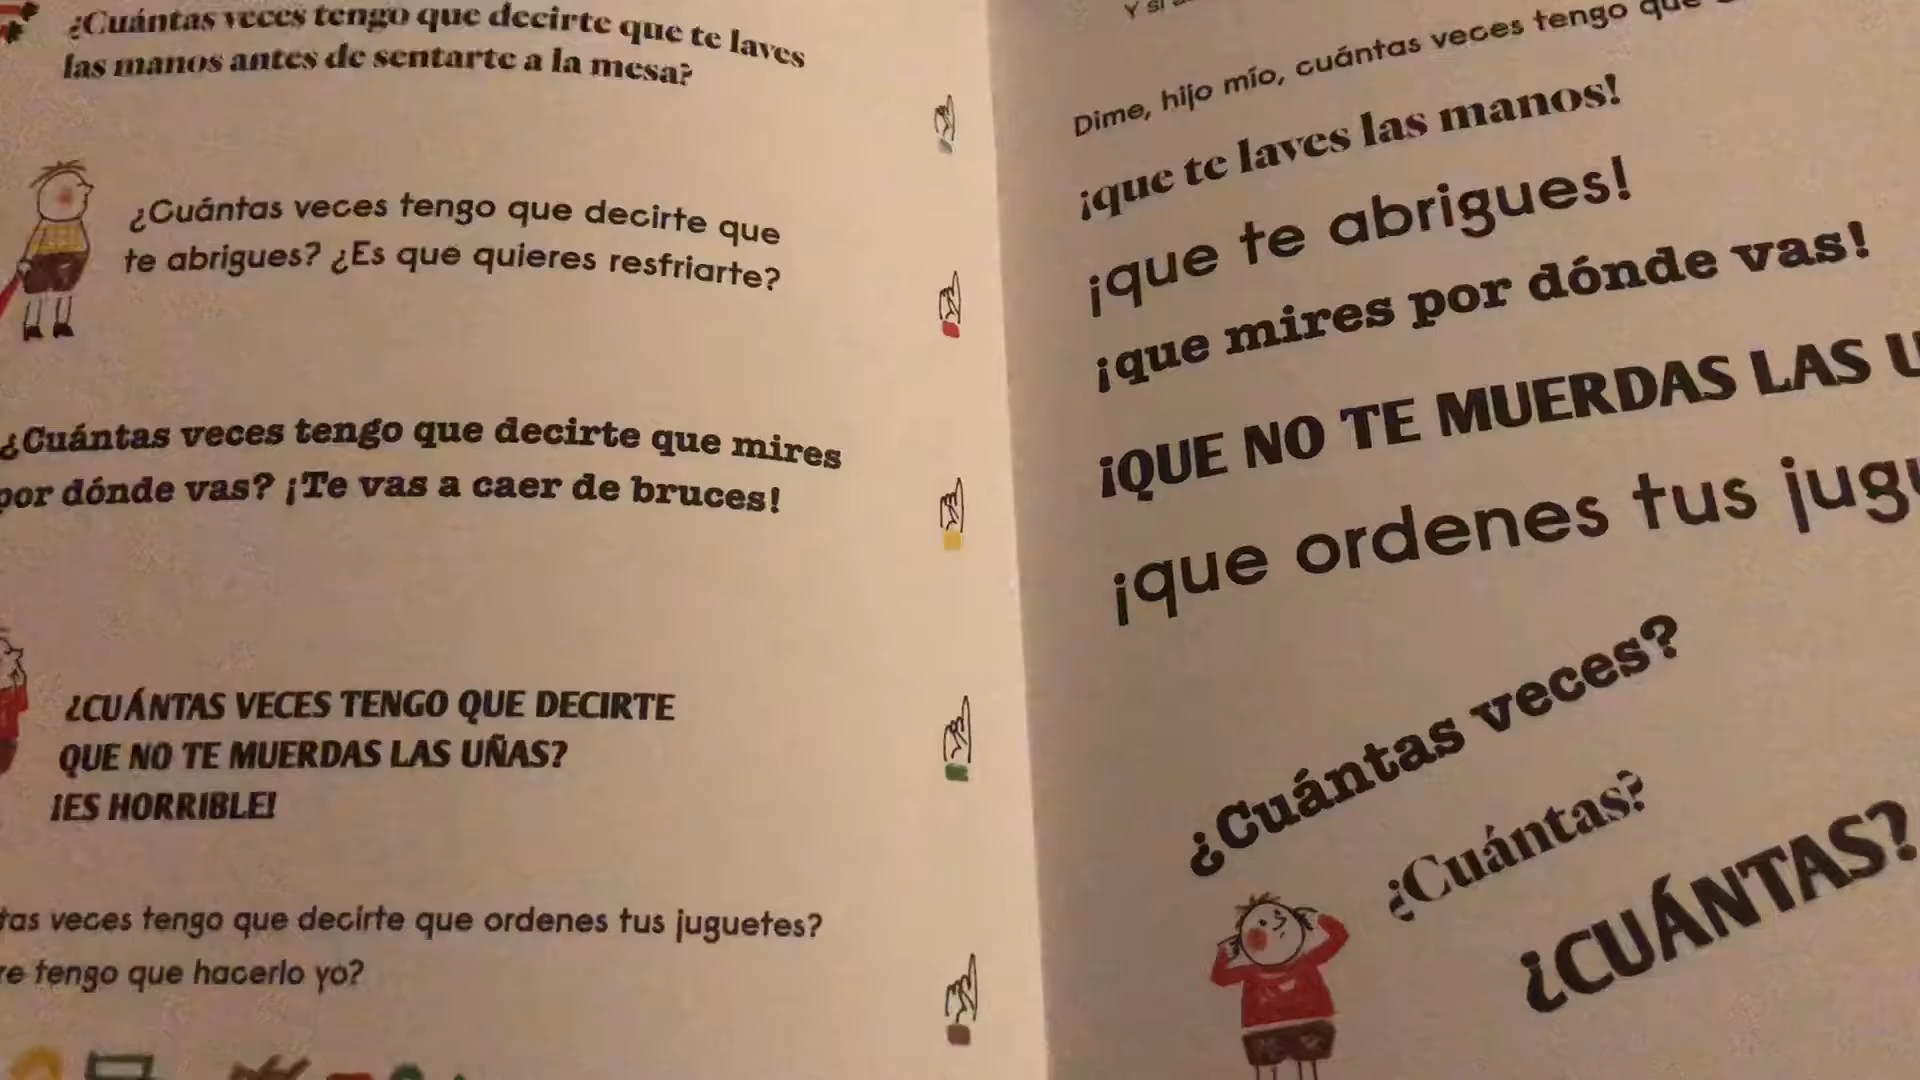 ¿Cuántas veces tengo que decirte que te laves
las manos antes de sentarte a la mesa?
¿Cuántas veces tengo que decirte que
te abrigues? ¿Es que quieres resfriarte?
¿Cuántas veces tengo que decirte que mires
por dónde vas? ¡Te vas a caer de bruces!
¿CUÁNTAS VECES TENGO QUE DECIRTE
QUE NO TE MUERDAS LAS UÑAS?
¡ES HORRIBLE!
veces tengo que decirte que ordenes tus juguetes?
tengo que hacerlo yo?
Y si
Dime, hijo mío, cuántas veces tengo que
¡que te laves las manos!
¡que te abrigues!
¡que mires por dónde vas!
¡QUE NO TE MUERDAS LAS
¡que ordenes tus
¿Cuántas veces?
¿Cuántas?
¿CUÁNTAS?